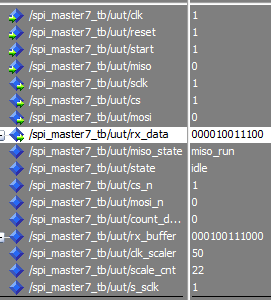 /spi_master7_tb/uut/clk 1
/spi_master7_tb/uut/reset 1
/spi_master7_tb/uut/start 1
/spi_master7_tb/uut/miso 0
/spi_master7_tb/uut/sclk 1
/spi_master7_tb/uut/cs 1
/spi_master7_tb/uut/mosi 0
/spi_master7_tb/uut/rx_data 000010011100
/spi_master7_tb/uut/miso_state miso_run
/spi_master7_tb/uut/state idle
/spi_master7_tb/uut/cs_n 1
/spi_master7_tb/uut/mosi_n 0
/spi_master7_tb/uut/count_d... 0
/spi_master7_tb/uut/rx_buffer 000100111000
/spi_master7_tb/uut/clk_scaler 50
/spi_master7_tb/uut/scale_cnt 22
/spi_master7_tb/uut/s_sclk 1